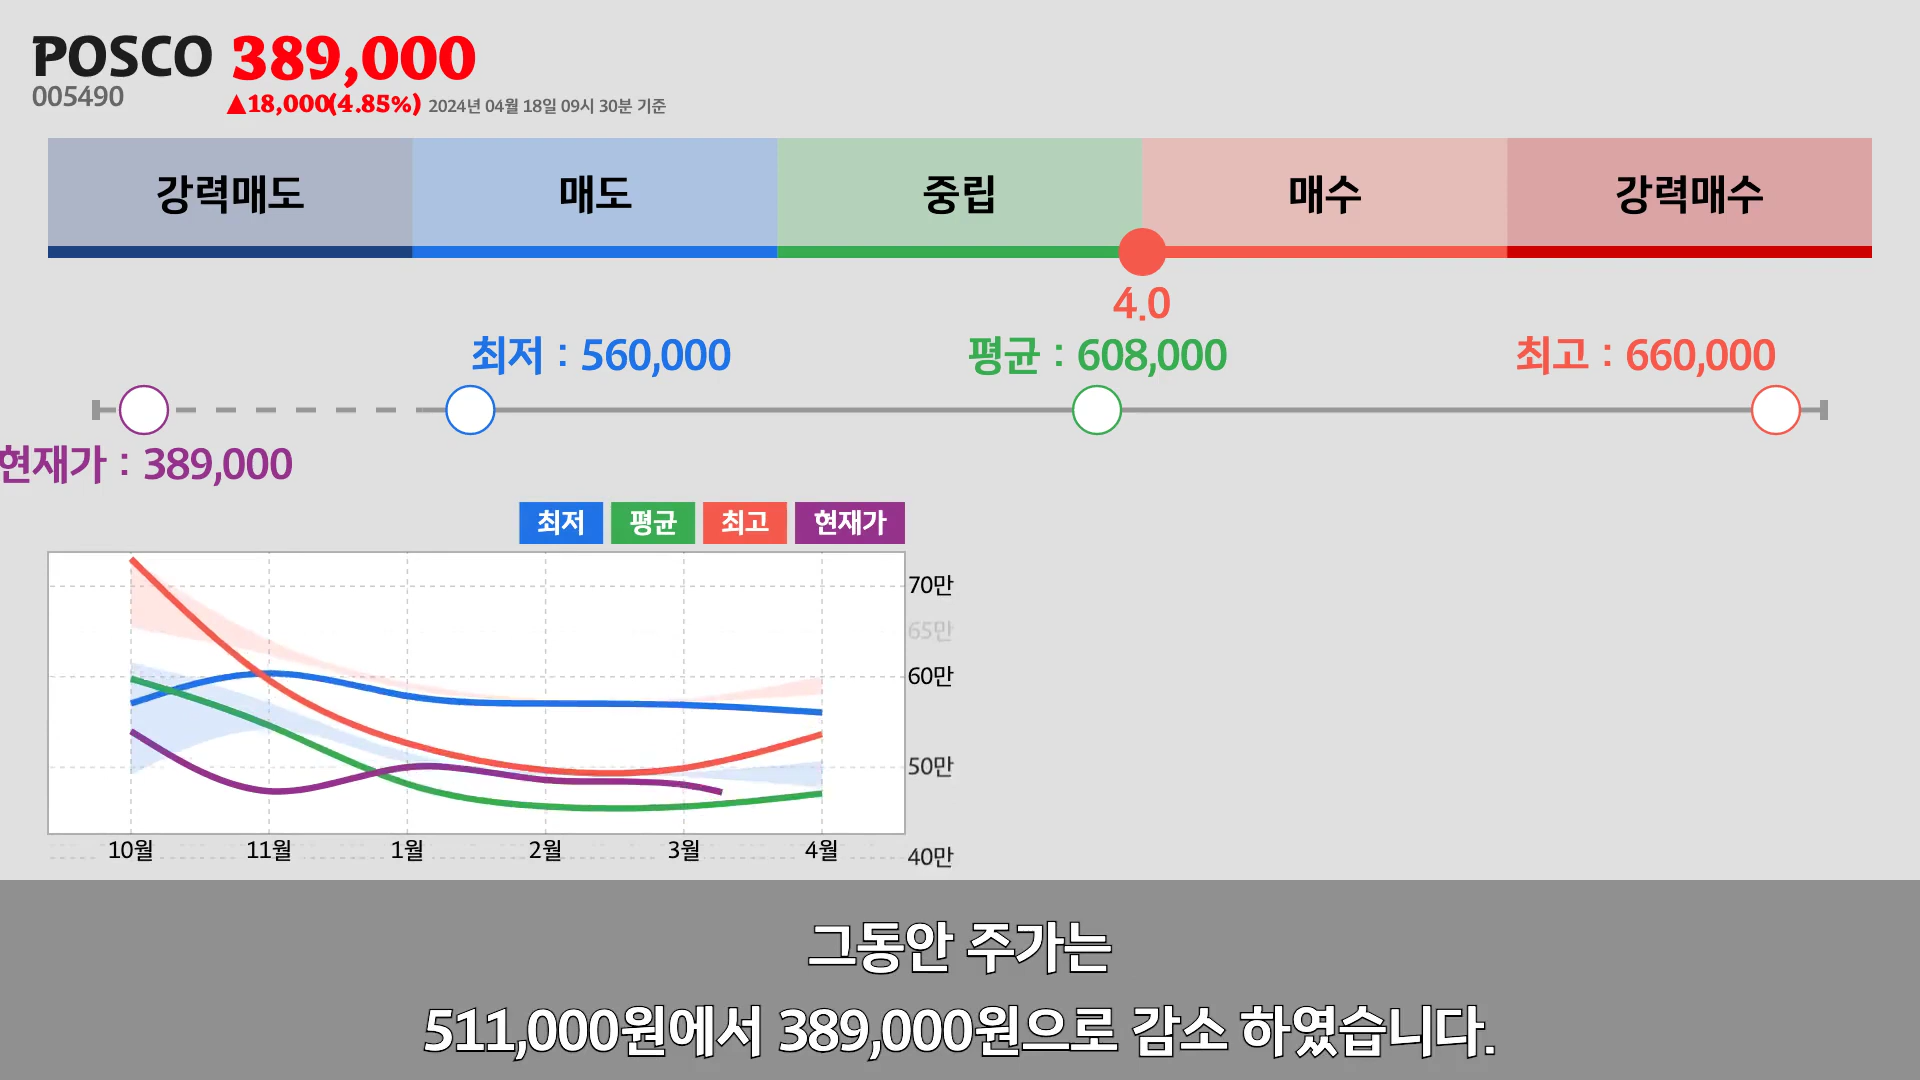 POSCO 389,000
005490
▲18,000(4.85%) 2024년 04월 18일 09시 30분 기준
강력매도 매도 중립 매수 강력매수
4.0
최저 : 560,000 평균 : 608,000 최고 : 660,000
현재가 : 389,000
최저 평균 최고 현재가
70만
65만
60만
50만
40만
10월 11월 1월 2월 3월 4월
그동안 주가는
511,000원에서 389,000원으로 감소 하였습니다.